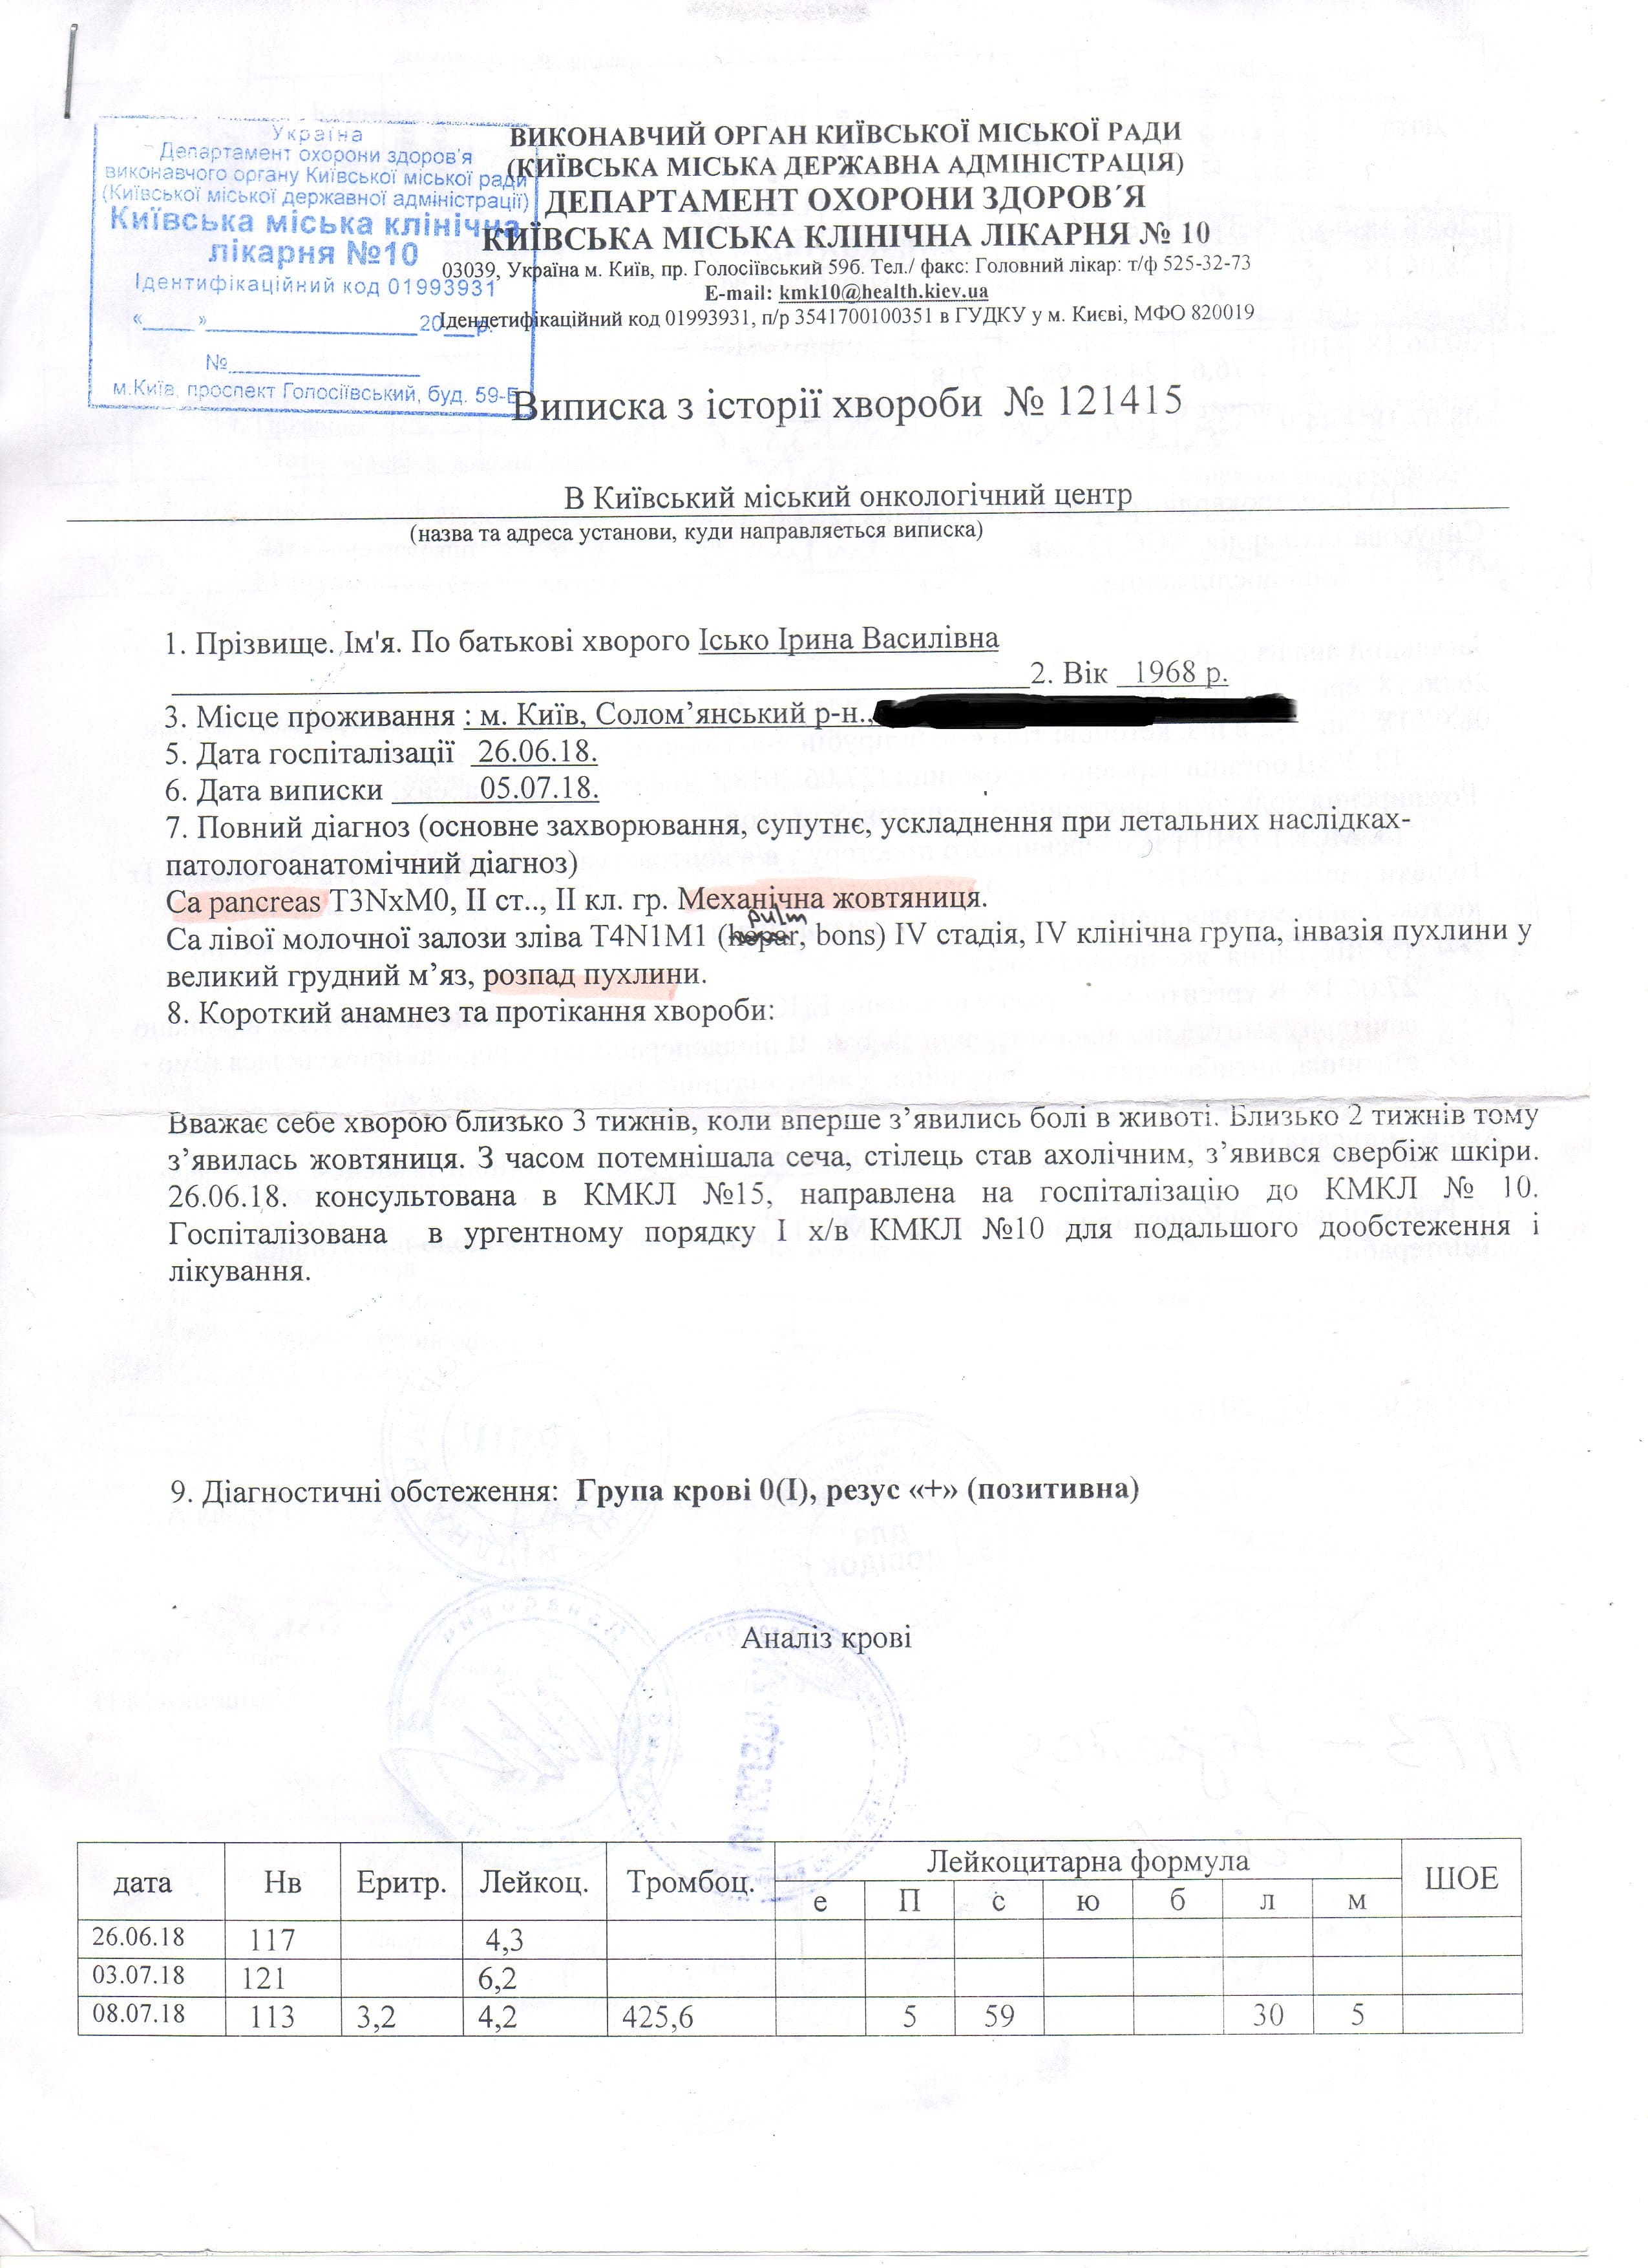 Україна
Департамент охорони здоров'я
виконавчого органу Київської міської ради
(Київської міської державної адміністрації)
Київська міська клінічна
лікарня №10
Ідентифікаційний код 01993931
«____»____________________20___р.
№____________________
м.Київ, проспект Голосіївський, буд. 59-Б
ВИКОНАВЧИЙ ОРГАН КИЇВСЬКОЇ МІСЬКОЇ РАДИ
(КИЇВСЬКА МІСЬКА ДЕРЖАВНА АДМІНІСТРАЦІЯ)
ДЕПАРТАМЕНТ ОХОРОНИ ЗДОРОВ´Я
КИЇВСЬКА МІСЬКА КЛІНІЧНА ЛІКАРНЯ № 10
03039, Україна м. Київ, пр. Голосіївський 59б. Тел./ факс: Головний лікар: т/ф 525-32-73
E-mail: kmk10@health.kiev.ua
Ідендетифікаційний код 01993931, п/р 3541700100351 в ГУДКУ у м. Києві, МФО 820019
Виписка з історії хвороби № 121415
В Київський міський онкологічний центр
(назва та адреса установи, куди направляється виписка)
1. Прізвище. Ім'я. По батькові хворого Ісько Ірина Василівна
2. Вік 1968 р.
3. Місце проживання : м. Київ, Солом’янський р-н.,
5. Дата госпіталізації 26.06.18.
6. Дата виписки 05.07.18.
7. Повний діагноз (основне захворювання, супутнє, ускладнення при летальних наслідках-
патологоанатомічний діагноз)
Са pancreas T3NxM0, II ст.., II кл. гр. Механічна жовтяниця.
pulm
Са лівої молочної залози зліва T4N1M1 (hepar, bons) IV стадія, IV клінічна група, інвазія пухлини у
великий грудний м’яз, розпад пухлини.
8. Короткий анамнез та протікання хвороби:
Вважає себе хворою близько 3 тижнів, коли вперше з’явились болі в животі. Близько 2 тижнів тому
з’явилась жовтяниця. З часом потемнішала сеча, стілець став ахолічним, з’явився свербіж шкіри.
26.06.18. консультована в КМКЛ №15, направлена на госпіталізацію до КМКЛ № 10.
Госпіталізована в ургентному порядку І х/в КМКЛ №10 для подальшого дообстеження і
лікування.
9. Діагностичні обстеження: Група крові 0(I), резус «+» (позитивна)
Аналіз крові
дата Нв Еритр. Лейкоц. Тромбоц. Лейкоцитарна формула ШОЕ
е П с ю б л м
26.06.18 117 4,3
03.07.18 121 6,2
08.07.18 113 3,2 4,2 425,6 5 59 30 5